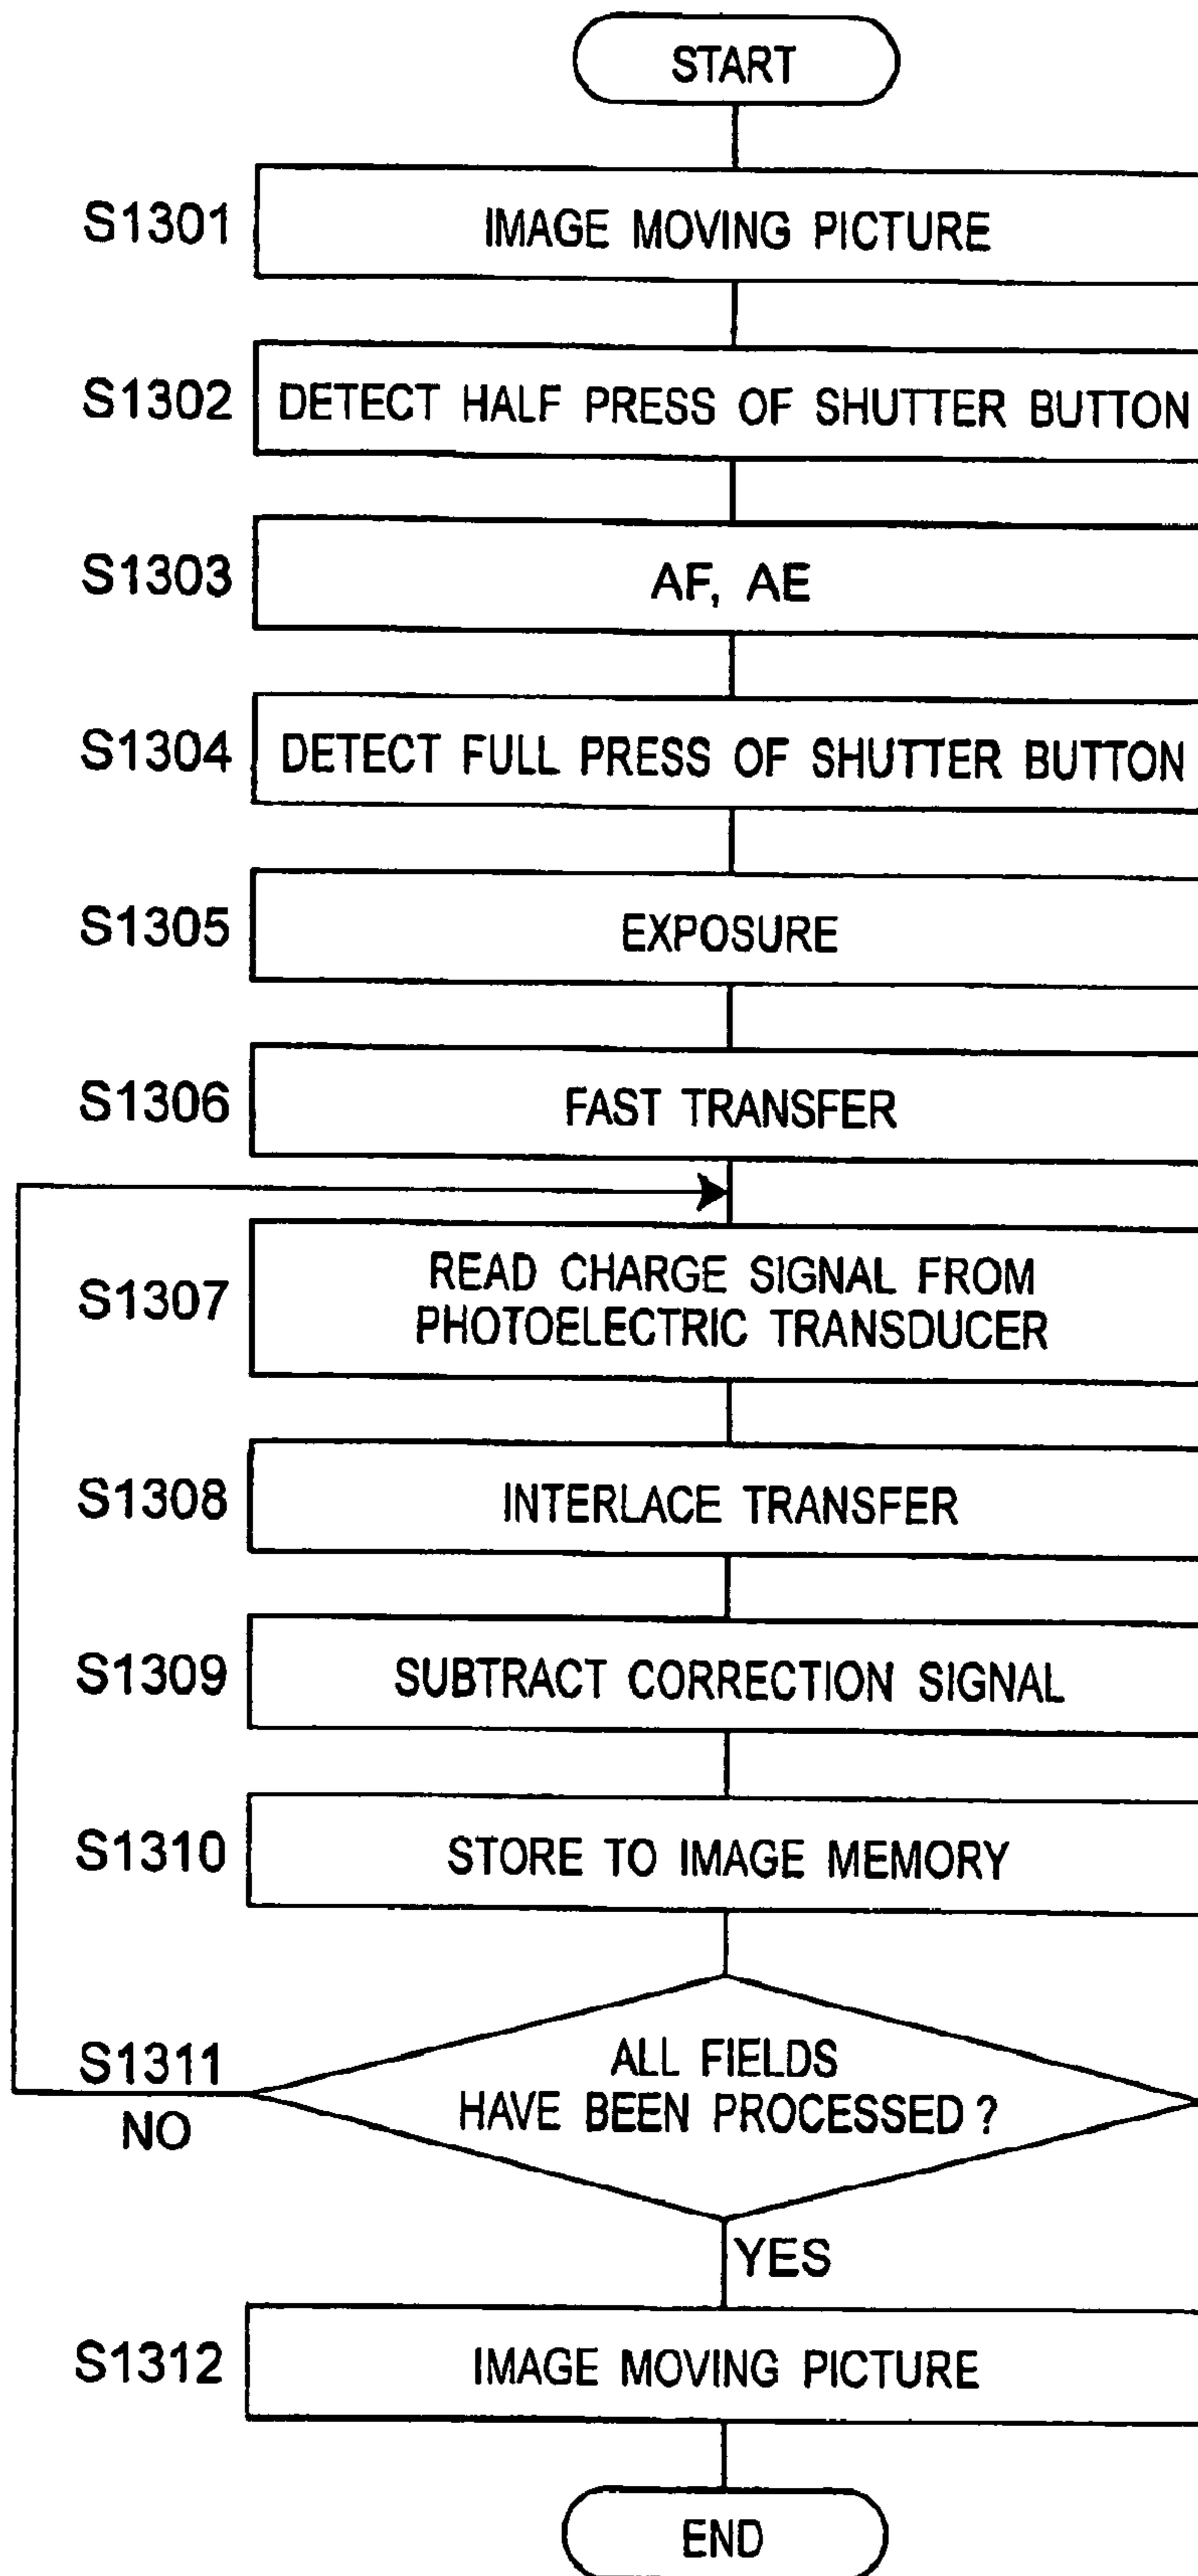 START
S1301
IMAGE MOVING PICTURE
S1302
DETECT HALF PRESS OF SHUTTER BUTTON
S1303
AF, AE
S1304
DETECT FULL PRESS OF SHUTTER BUTTON
S1305
EXPOSURE
S1306
FAST TRANSFER
S1307
READ CHARGE SIGNAL FROM
PHOTOELECTRIC TRANSDUCER
S1308
INTERLACE TRANSFER
S1309
SUBTRACT CORRECTION SIGNAL
S1310
STORE TO IMAGE MEMORY
S1311
ALL FIELDS
HAVE BEEN PROCESSED ?
NO
YES
S1312
IMAGE MOVING PICTURE
END